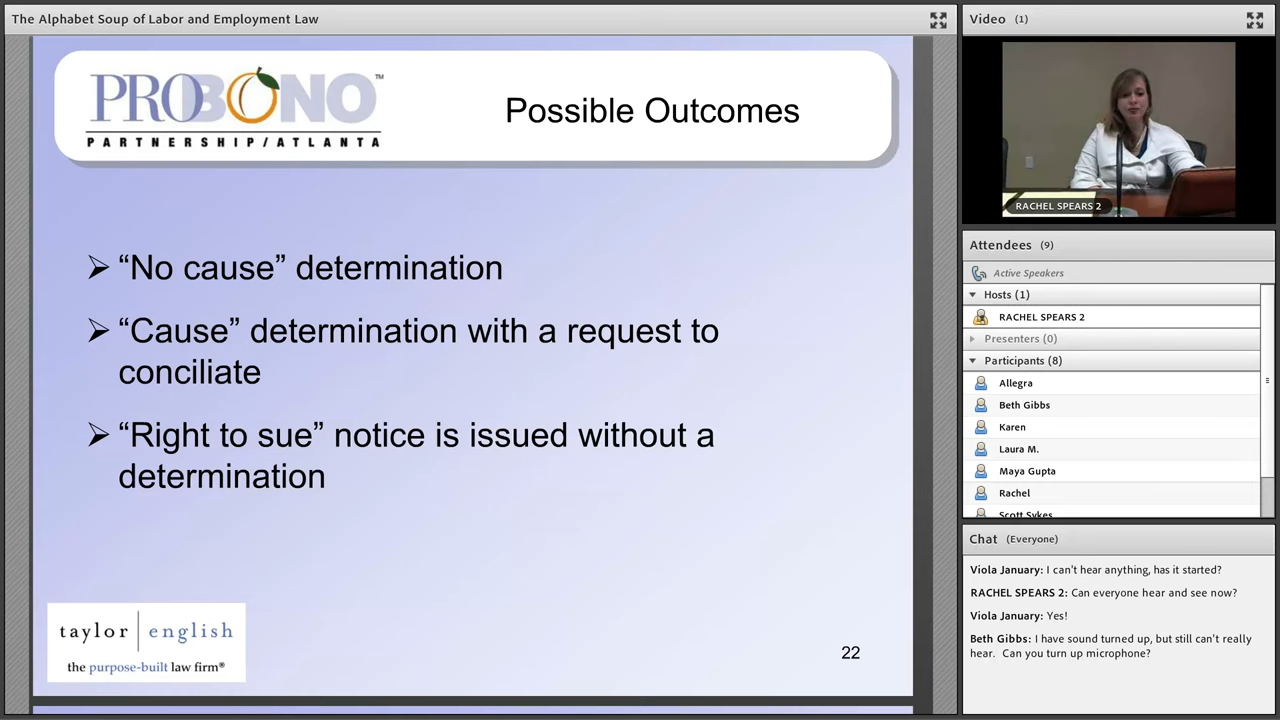 The Alphabet Soup of Labor and Employment Law
PROBONO™
PARTNERSHIP/ATLANTA
Possible Outcomes
➢ “No cause” determination
➢ “Cause” determination with a request to
conciliate
➢ “Right to sue” notice is issued without a
determination
taylor | english
the purpose-built law firm®
22
Video (1)
RACHEL SPEARS 2
Attendees (9)
Active Speakers
Hosts (1)
RACHEL SPEARS 2
Presenters (0)
Participants (8)
Allegra
Beth Gibbs
Karen
Laura M.
Maya Gupta
Rachel
Scott Sykes
Chat (Everyone)
Viola January: I can't hear anything, has it started?
RACHEL SPEARS 2: Can everyone hear and see now?
Viola January: Yes!
Beth Gibbs: I have sound turned up, but still can't really
hear. Can you turn up microphone?